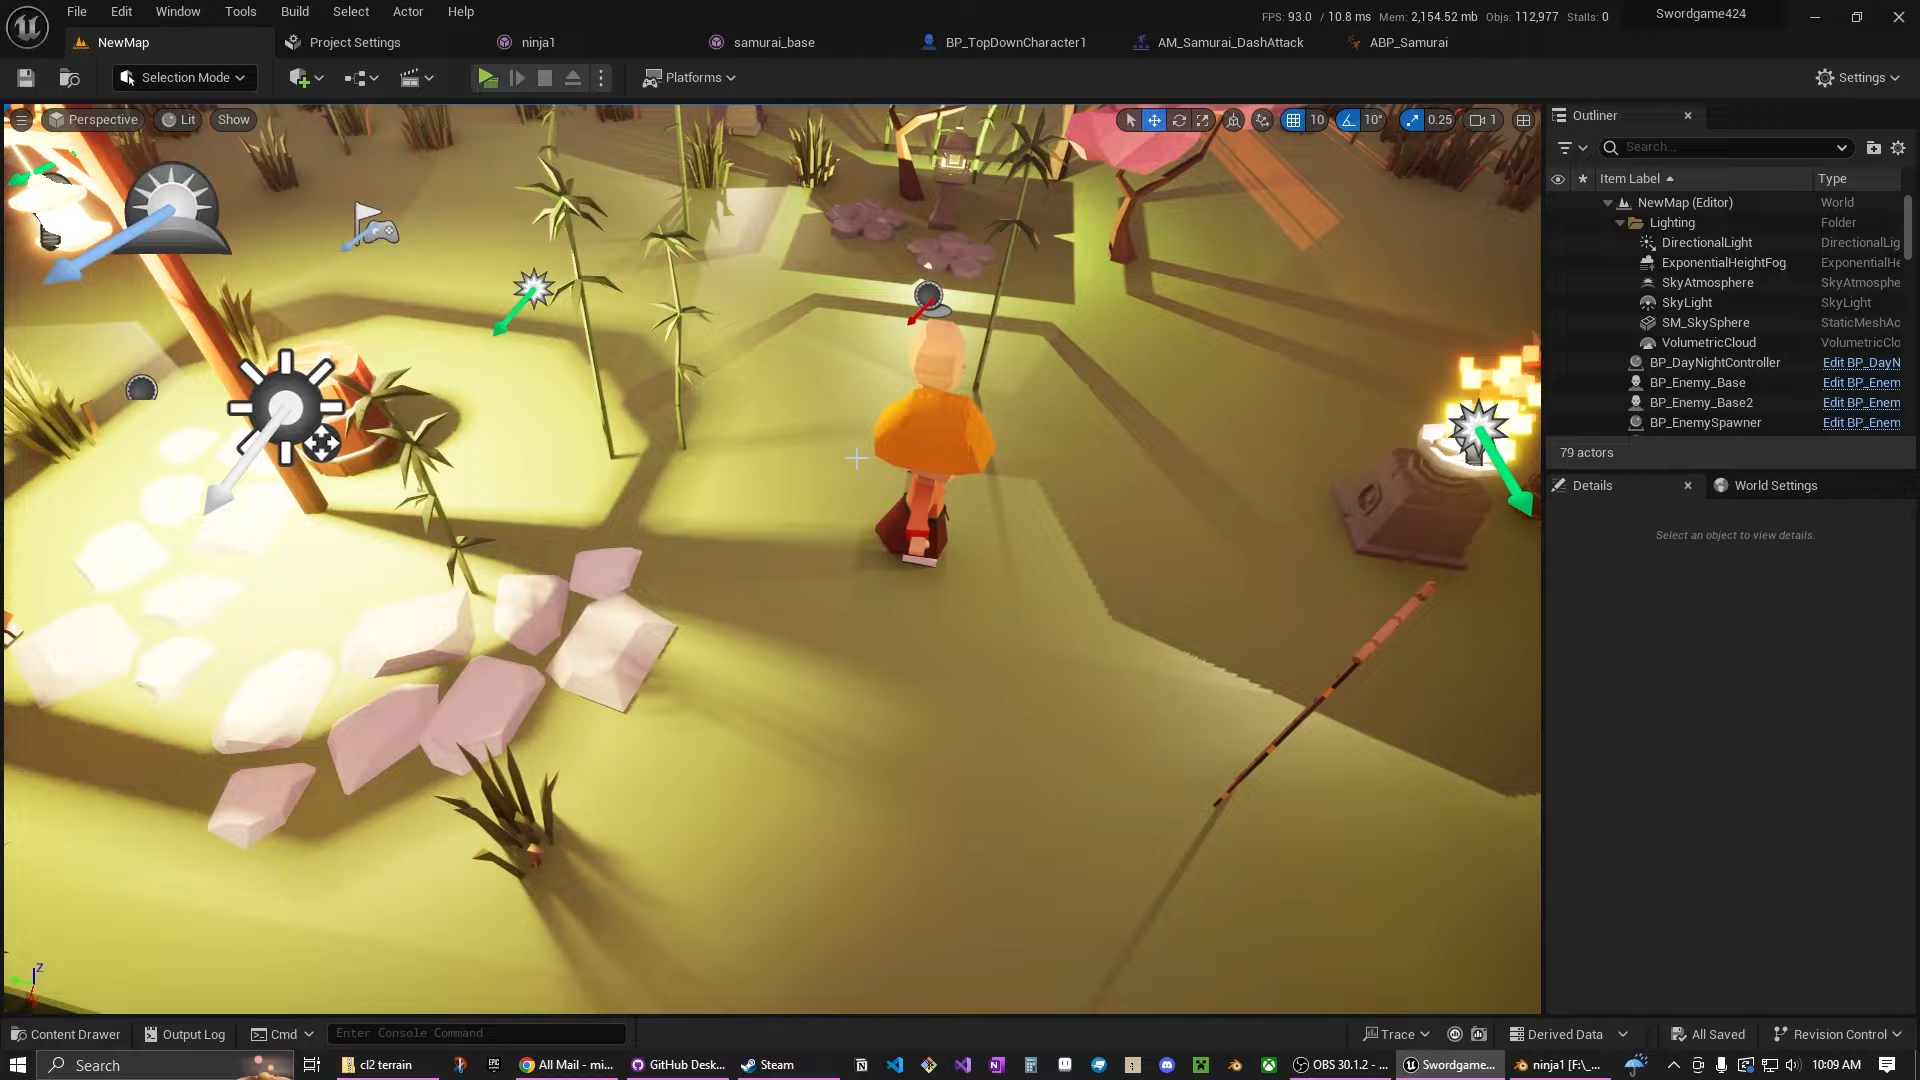 File Edit Window Tools Build Select Actor Help
FPS: 93.0 / 10.8 ms Mem: 2,154.52 mb Objs: 112,977 Stalls: 0
Swordgame424
NewMap
Project Settings
ninja1
samurai_base
BP_TopDownCharacter1
AM_Samurai_DashAttack
ABP_Samurai
Selection Mode
Platforms
Settings
Perspective
Lit
Show
10
10°
0.25
1
Outliner
Search...
Item Label
Type
NewMap (Editor) World
Lighting Folder
DirectionalLight DirectionalLig
ExponentialHeightFog ExponentialHe
SkyAtmosphere SkyAtmosphe
SkyLight SkyLight
SM_SkySphere StaticMeshAc
VolumetricCloud VolumetricClo
BP_DayNightController Edit BP_DayN
BP_Enemy_Base Edit BP_Enem
BP_Enemy_Base2 Edit BP_Enem
BP_EnemySpawner Edit BP_Enem
79 actors
Details
World Settings
Select an object to view details.
Z
Content Drawer
Output Log
Cmd
Enter Console Command
Trace
Derived Data
All Saved
Revision Control
Search
cl2 terrain
EPIC
All Mail - mi...
GitHub Desk...
Steam
OBS 30.1.2 - ...
Swordgame...
ninja1 [F:\_...
10:09 AM